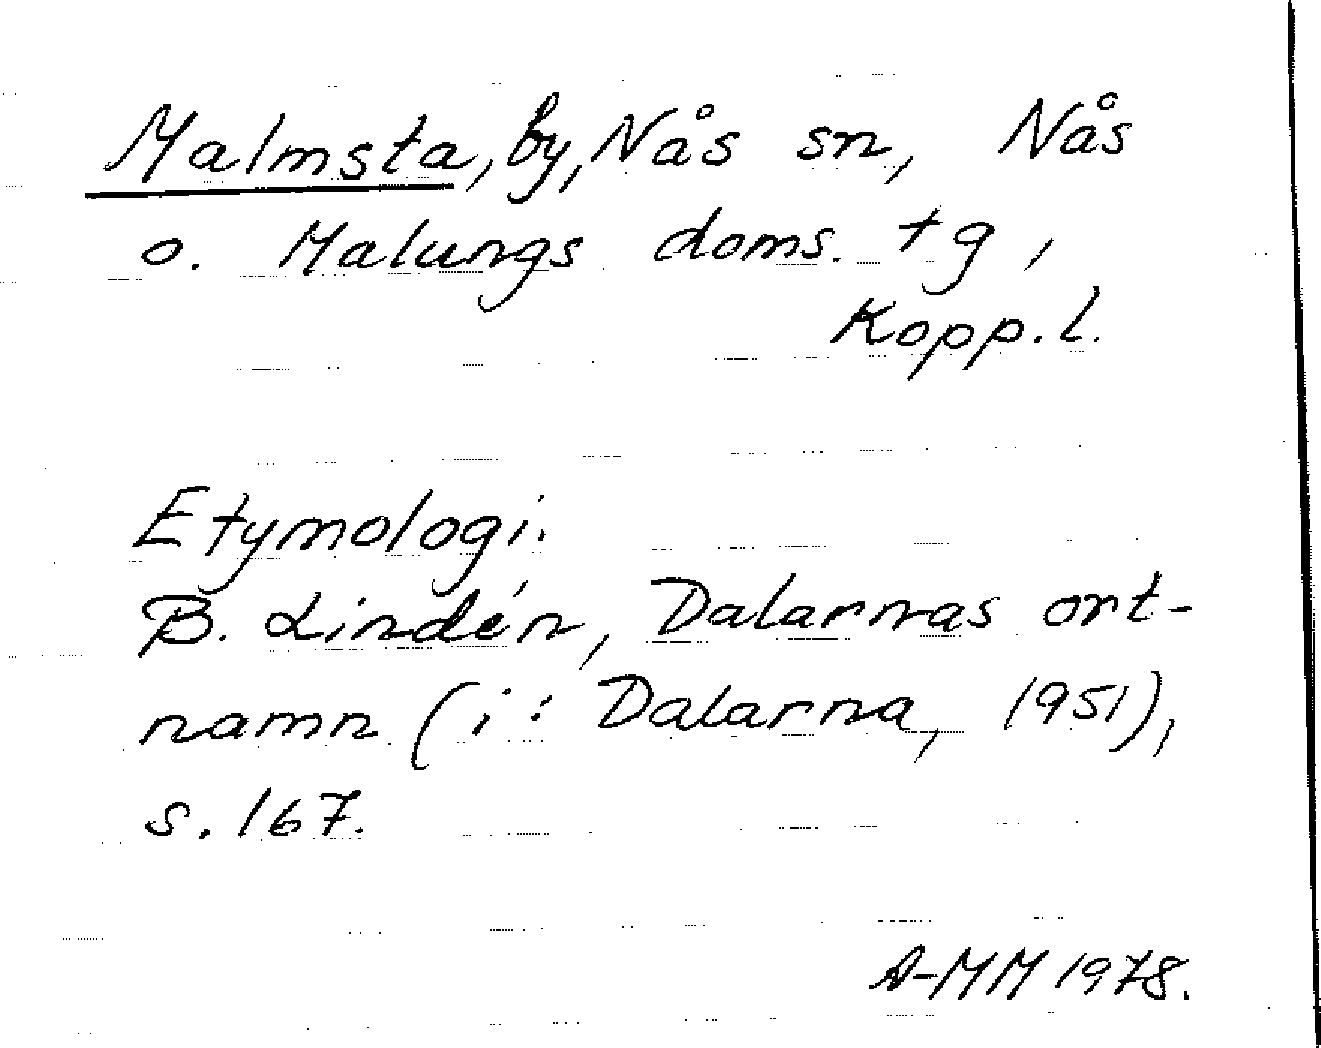 Malmsta, by, Nås sn, Nås
o. Malungs doms. tg,
Kopp.l.
Etymologi.
B. Lindén, Dalarnas ort-
namn (i: Dalarna, 1951),
s. 167.
A-MM 1978.